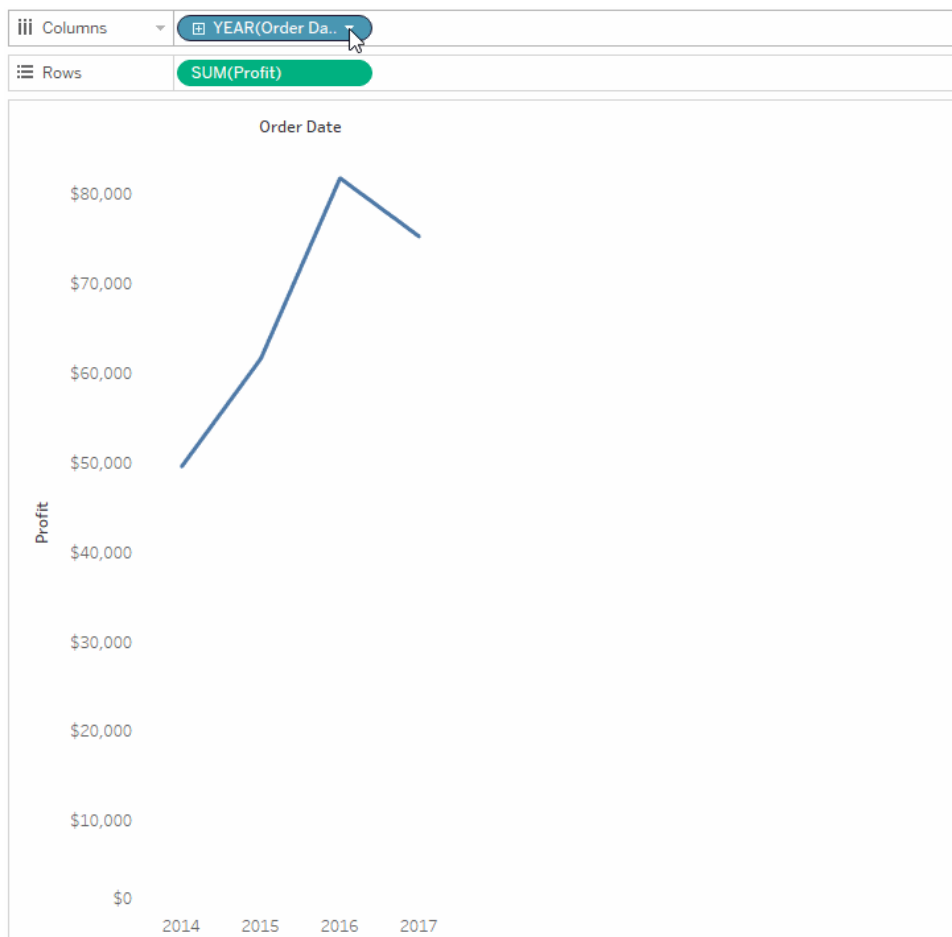 Columns
YEAR(Order Da..
Rows
SUM(Profit)
Order Date
$80,000
$70,000
$60,000
$50,000
Profit
$40,000
$30,000
$20,000
$10,000
$0
2014 2015 2016 2017